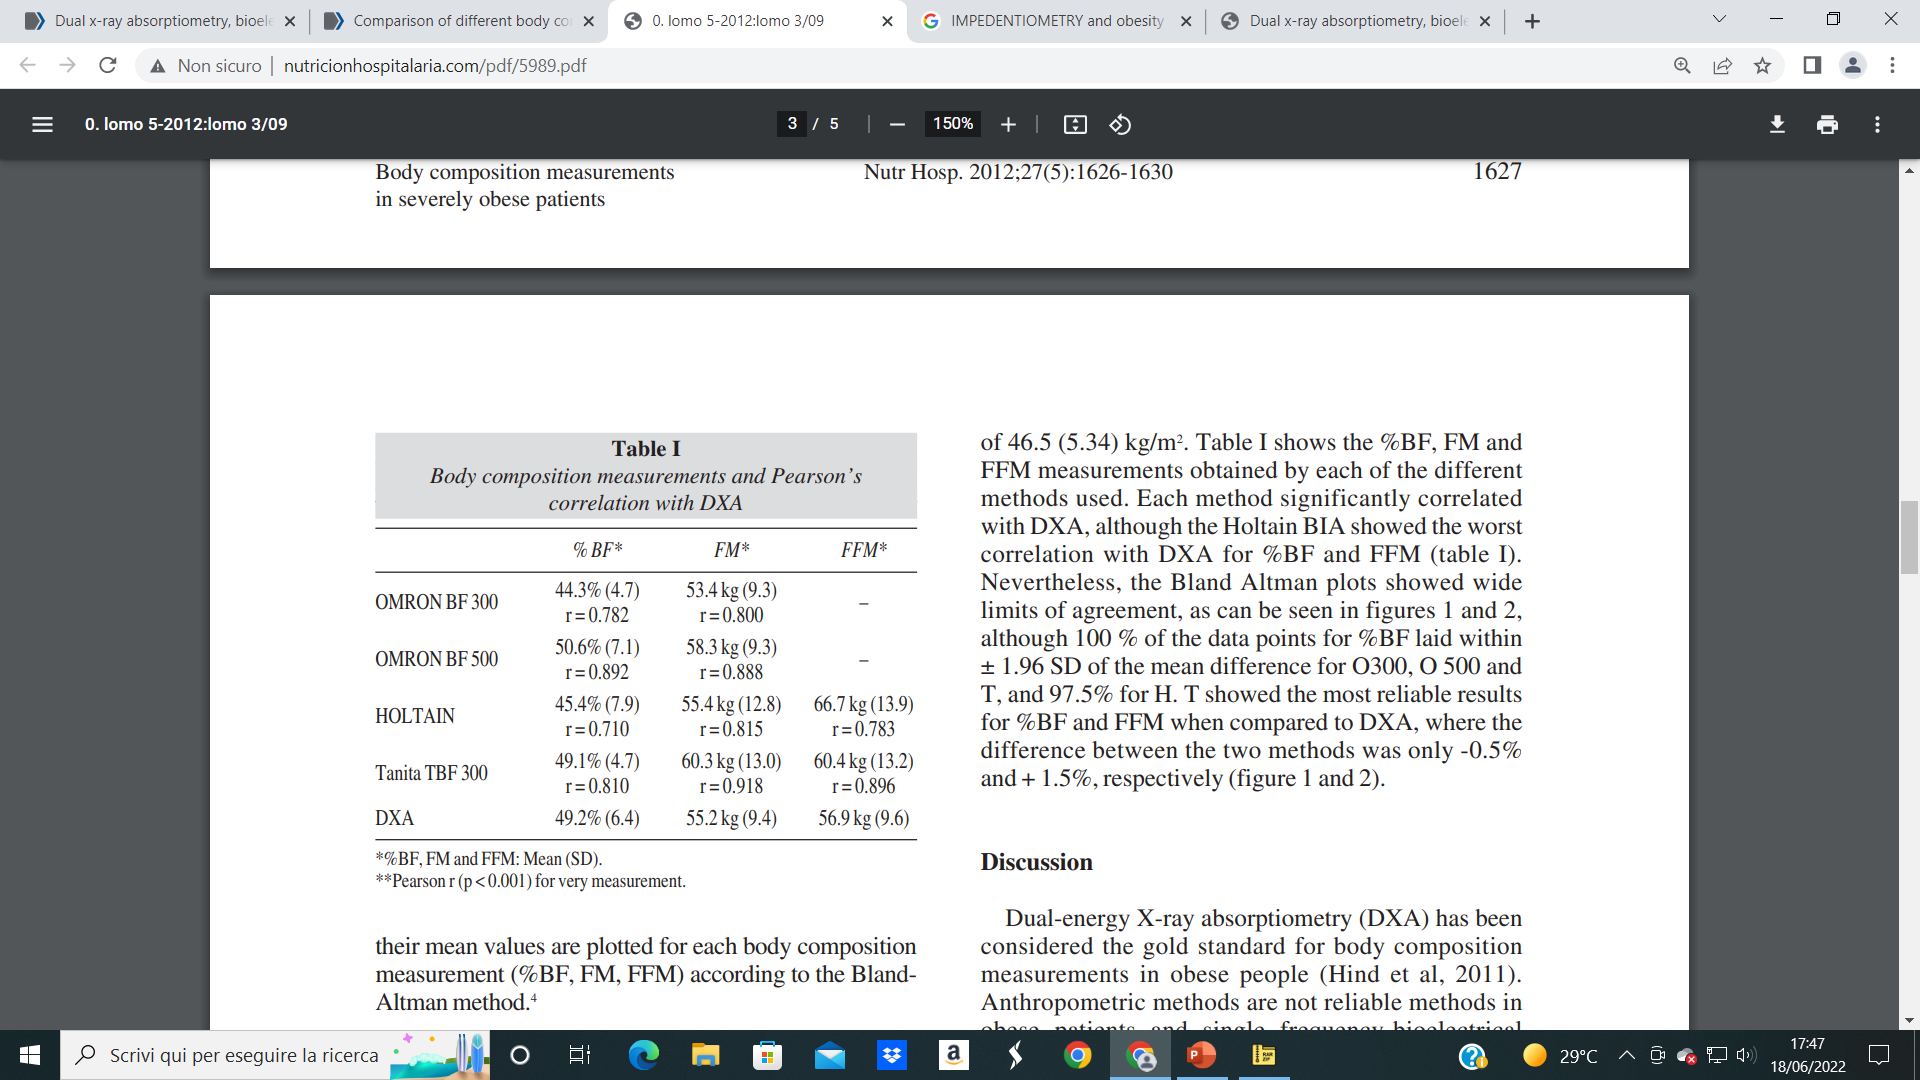 Dual x-ray absorptiometry, bioele
Comparison of different body co
0. lomo 5-2012:lomo 3/09
IMPEDENTIOMETRY and obesity
Dual x-ray absorptiometry, bioele
Non sicuro
nutricionhospitalaria.com/pdf/5989.pdf
0. lomo 5-2012:lomo 3/09
3 / 5
150%
Body composition measurements
in severely obese patients
Nutr Hosp. 2012;27(5):1626-1630
1627
Table I
Body composition measurements and Pearson's
correlation with DXA
% BF* FM* FFM*
OMRON BF 300 44.3% (4.7) 53.4 kg (9.3) –
r = 0.782 r = 0.800
OMRON BF 500 50.6% (7.1) 58.3 kg (9.3) –
r = 0.892 r = 0.888
HOLTAIN 45.4% (7.9) 55.4 kg (12.8) 66.7 kg (13.9)
r = 0.710 r = 0.815 r = 0.783
Tanita TBF 300 49.1% (4.7) 60.3 kg (13.0) 60.4 kg (13.2)
r = 0.810 r = 0.918 r = 0.896
DXA 49.2% (6.4) 55.2 kg (9.4) 56.9 kg (9.6)
*%BF, FM and FFM: Mean (SD).
**Pearson r (p < 0.001) for very measurement.
their mean values are plotted for each body composition
measurement (%BF, FM, FFM) according to the Bland-
Altman method.4
of 46.5 (5.34) kg/m². Table I shows the %BF, FM and
FFM measurements obtained by each of the different
methods used. Each method significantly correlated
with DXA, although the Holtain BIA showed the worst
correlation with DXA for %BF and FFM (table I).
Nevertheless, the Bland Altman plots showed wide
limits of agreement, as can be seen in figures 1 and 2,
although 100 % of the data points for %BF laid within
± 1.96 SD of the mean difference for O300, O 500 and
T, and 97.5% for H. T showed the most reliable results
for %BF and FFM when compared to DXA, where the
difference between the two methods was only -0.5%
and + 1.5%, respectively (figure 1 and 2).
Discussion
Dual-energy X-ray absorptiometry (DXA) has been
considered the gold standard for body composition
measurements in obese people (Hind et al, 2011).
Anthropometric methods are not reliable methods in
obese patients and single frequency bioelectrical
Scrivi qui per eseguire la ricerca
29°C
17:47
18/06/2022